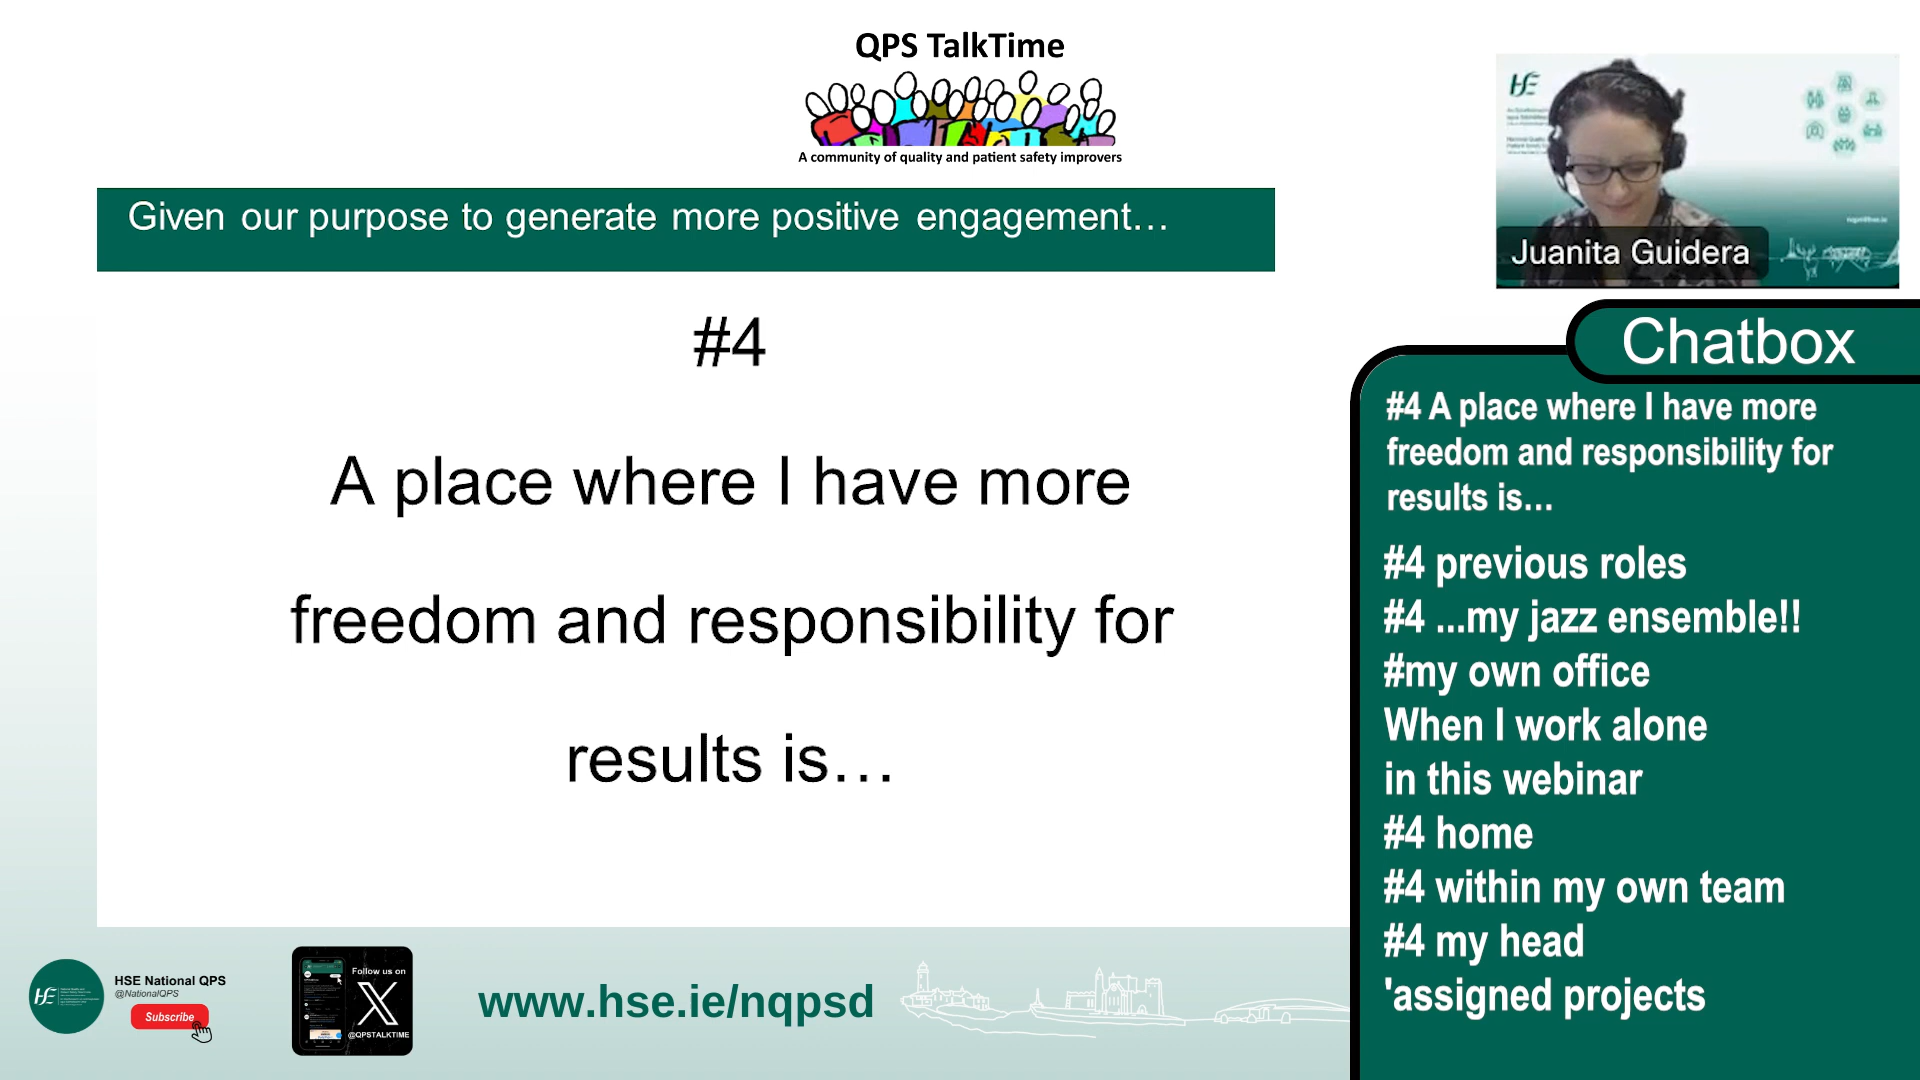 QPS TalkTime
A community of quality and patient safety improvers
Given our purpose to generate more positive engagement…
#4
A place where I have more
freedom and responsibility for
results is…
Juanita Guidera
Chatbox
#4 A place where I have more
freedom and responsibility for
results is…
#4 previous roles
#4 ...my jazz ensemble!!
#my own office
When I work alone
in this webinar
#4 home
#4 within my own team
#4 my head
'assigned projects
HSE National QPS
@NationalQPS
Subscribe
Follow us on
X
@QPSTALKTIME
www.hse.ie/nqpsd